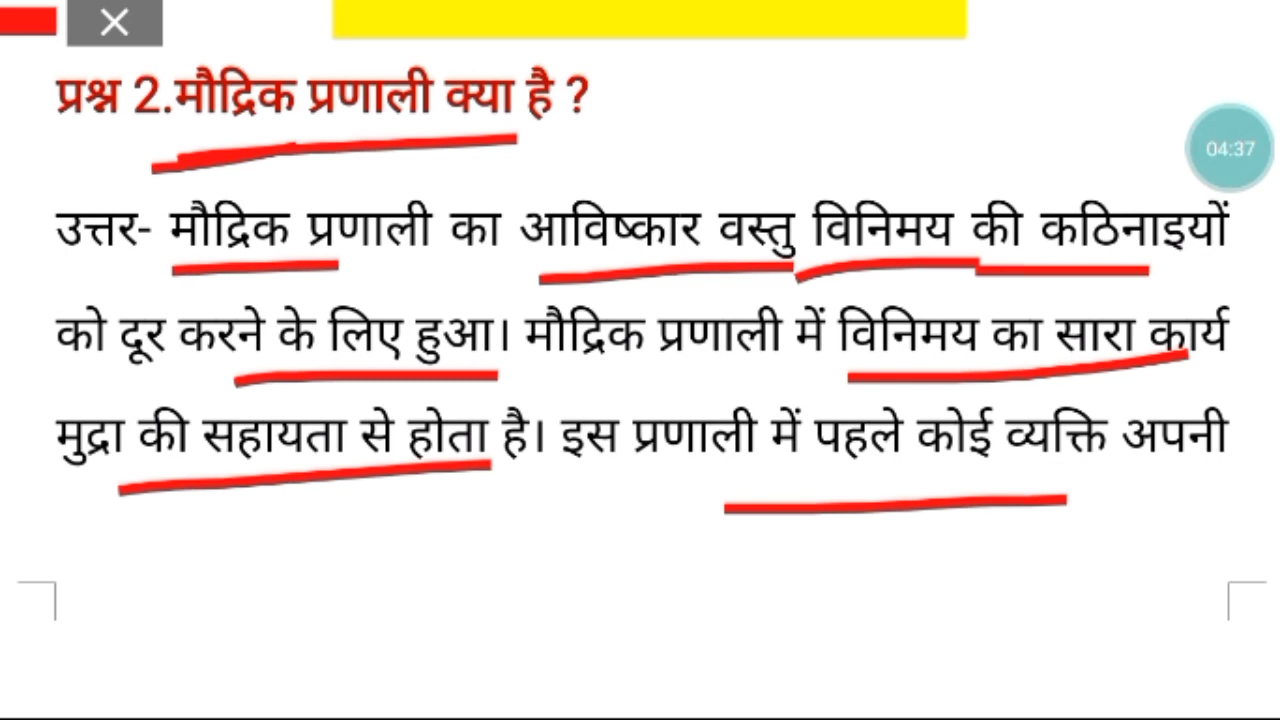 प्रश्न 2.मौद्रिक प्रणाली क्या है ?
04:37
उत्तर- मौद्रिक प्रणाली का आविष्कार वस्तु विनिमय की कठिनाइयों
को दूर करने के लिए हुआ। मौद्रिक प्रणाली में विनिमय का सारा कार्य
मुद्रा की सहायता से होता है। इस प्रणाली में पहले कोई व्यक्ति अपनी